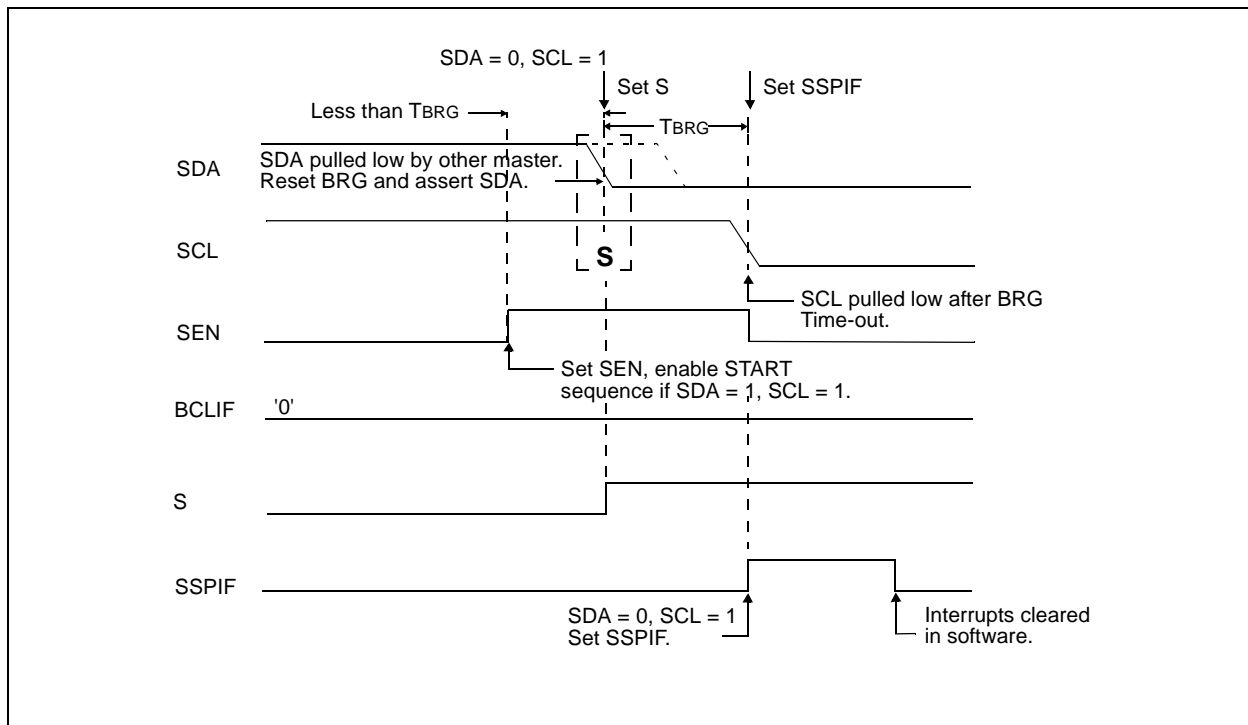 SDA = 0, SCL = 1
Set S
Set SSPIF
Less than TBRG
TBRG
SDA
SDA pulled low by other master.
Reset BRG and assert SDA.
SCL
S
SCL pulled low after BRG
Time-out.
SEN
Set SEN, enable START
sequence if SDA = 1, SCL = 1.
BCLIF
'0'
S
SSPIF
SDA = 0, SCL = 1
Set SSPIF.
Interrupts cleared
in software.